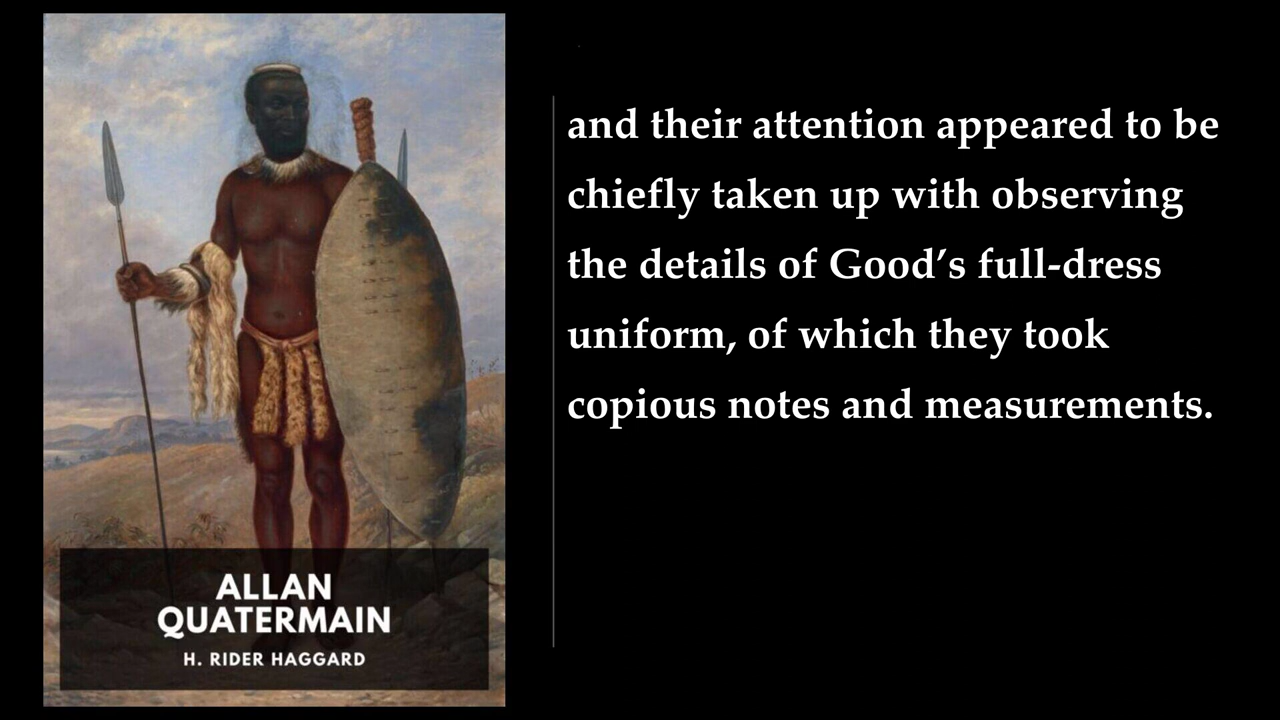 ALLAN
QUATERMAIN
H. RIDER HAGGARD
and their attention appeared to be
chiefly taken up with observing
the details of Good’s full-dress
uniform, of which they took
copious notes and measurements.